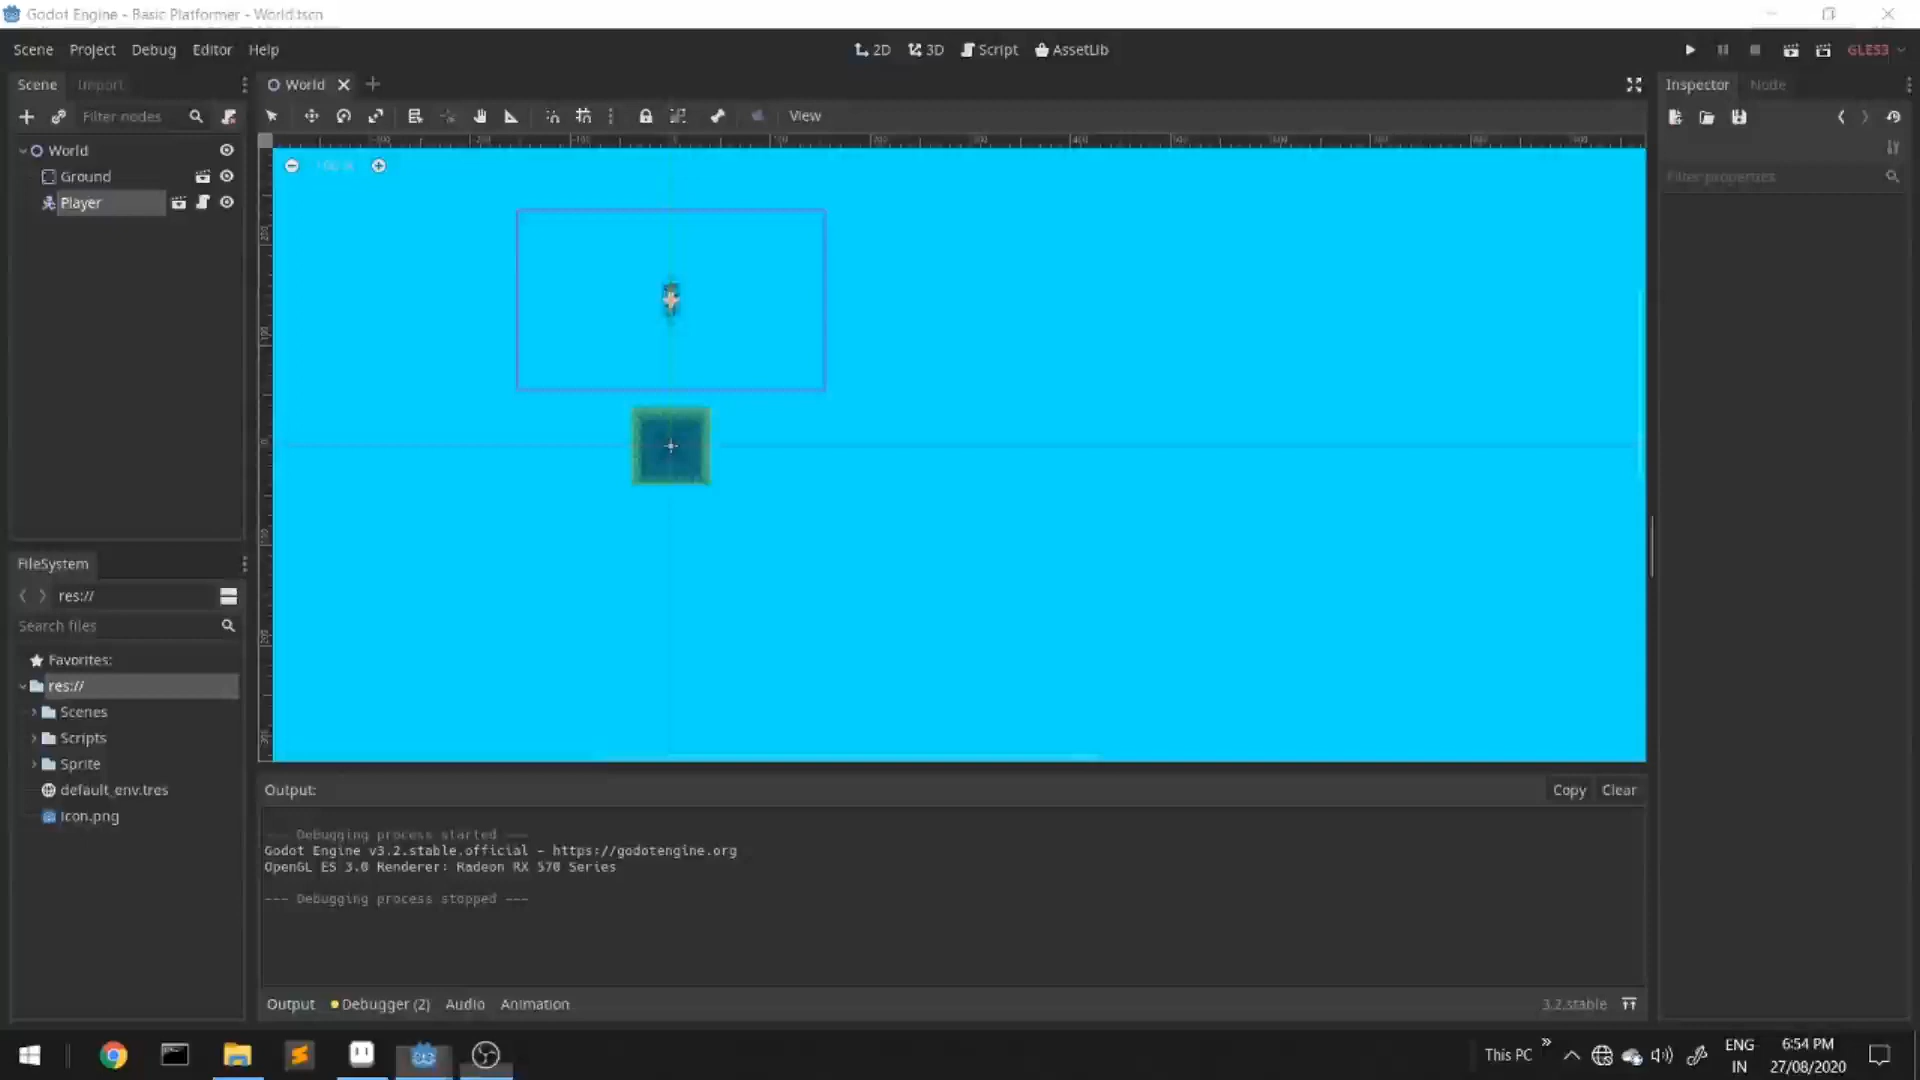 Godot Engine - Basic Platformer - World.tscn
Scene Project Debug Editor Help
2D 3D Script AssetLib
GLES3
Scene Import
World
Inspector Node
Filter nodes
View
Filter properties
World
Ground
Player
FileSystem
res://
Search files
Favorites:
res://
Scenes
Scripts
Sprite
default_env.tres
icon.png
Output:
Copy Clear
--- Debugging process started ---
Godot Engine v3.2.stable.official - https://godotengine.org
OpenGL ES 3.0 Renderer: Radeon RX 570 Series
--- Debugging process stopped ---
Output Debugger (2) Audio Animation
3.2.stable
This PC
ENG
IN
6:54 PM
27/08/2020